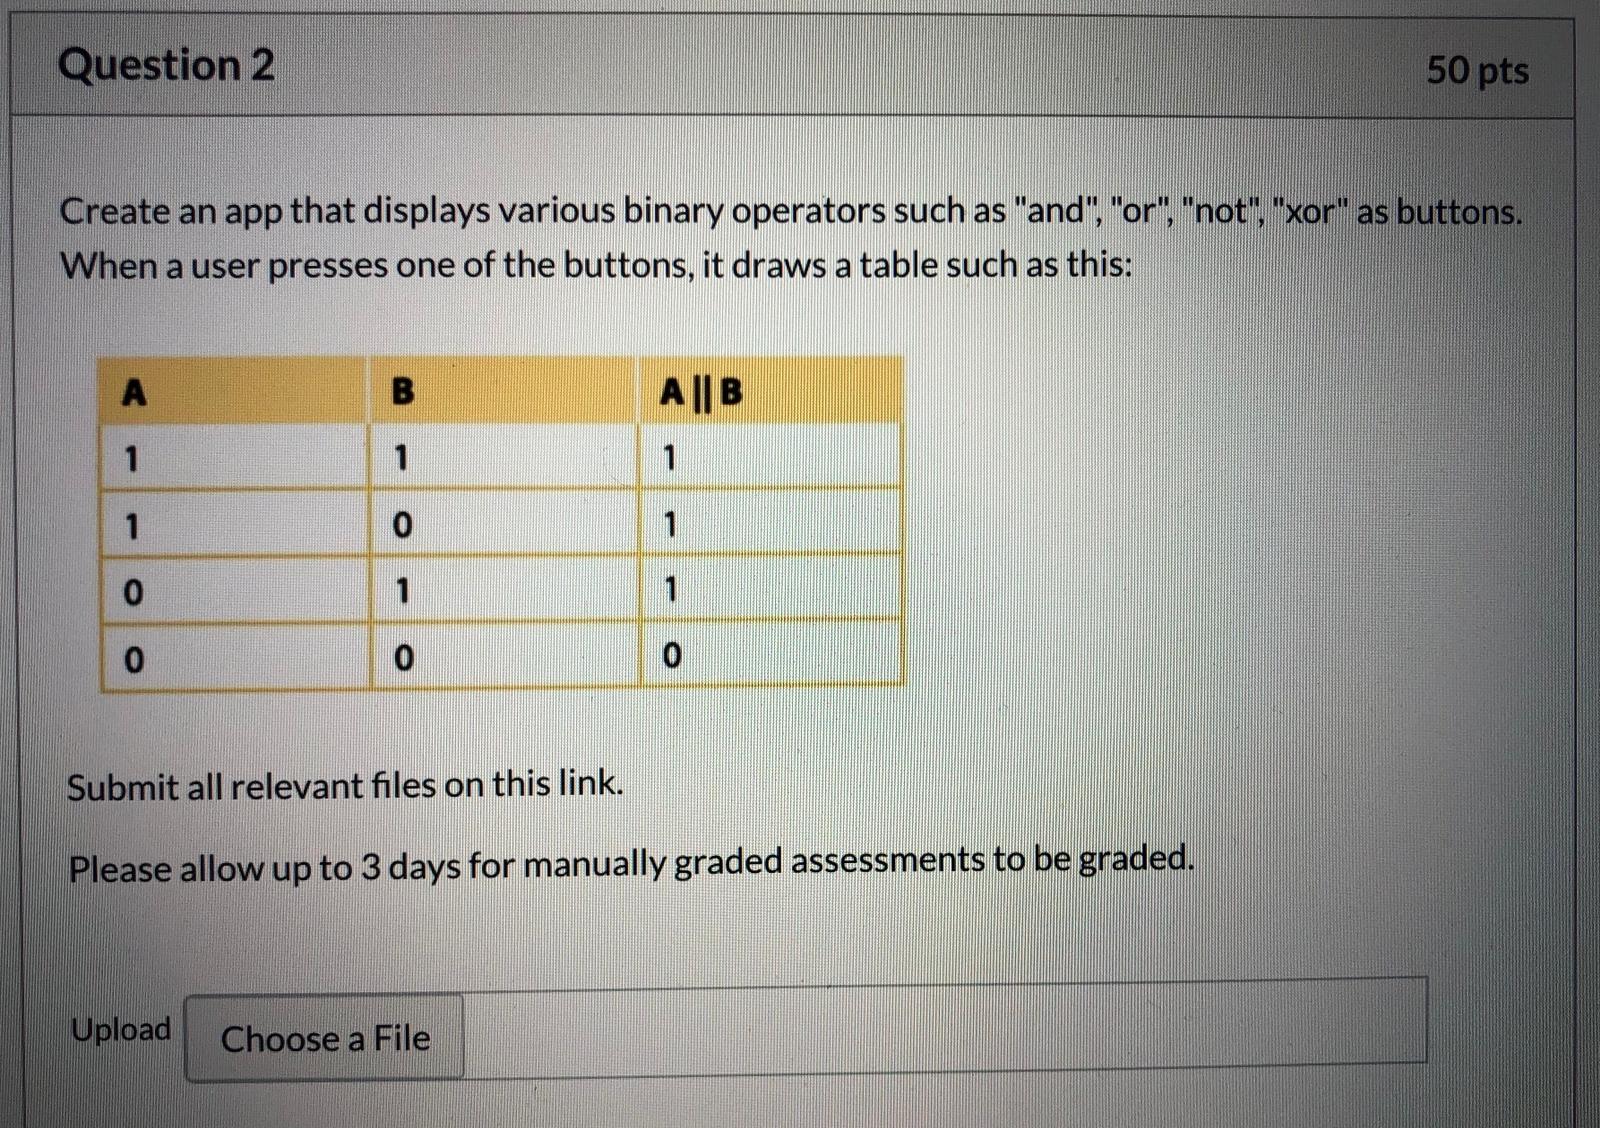 Question 2
50 pts
Create an app that displays various binary operators such as "and", "or", "not", "xor" as buttons.
When a user presses one of the buttons, it draws a table such as this:
A B A || B
1 1 1
1 0 1
0 1 1
0 0 0
Submit all relevant files on this link.
Please allow up to 3 days for manually graded assessments to be graded.
Upload Choose a File